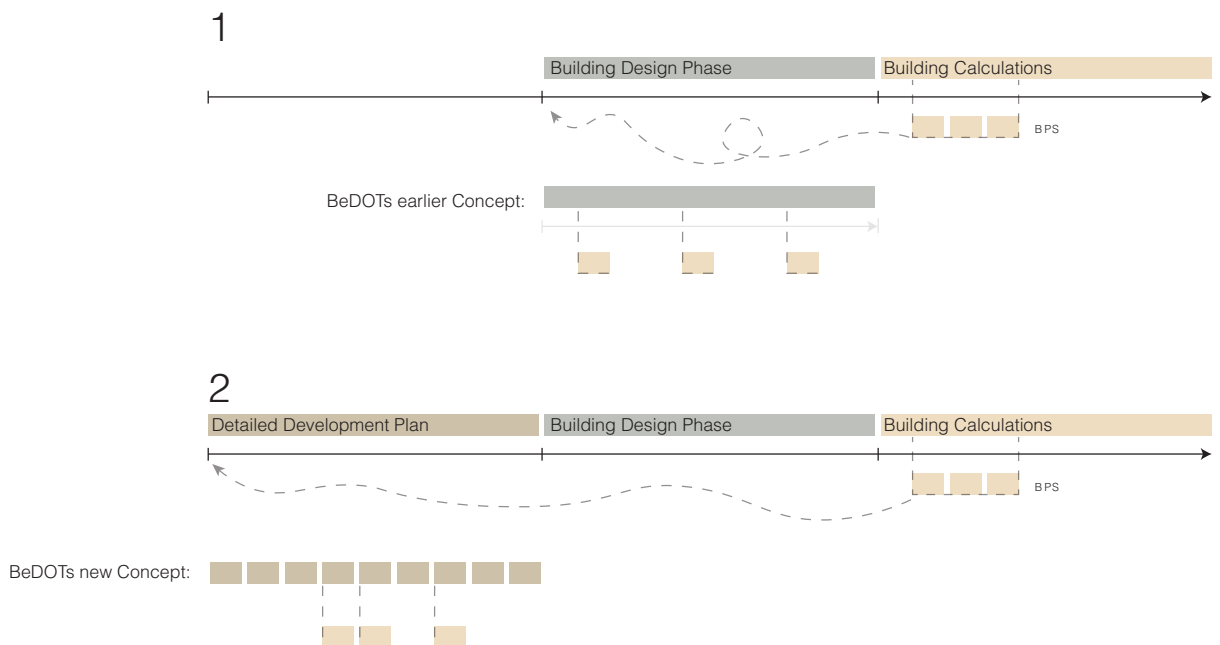 1
Building Design Phase
Building Calculations
BPS
BeDOTs earlier Concept:
2
Detailed Development Plan
Building Design Phase
Building Calculations
BPS
BeDOTs new Concept: